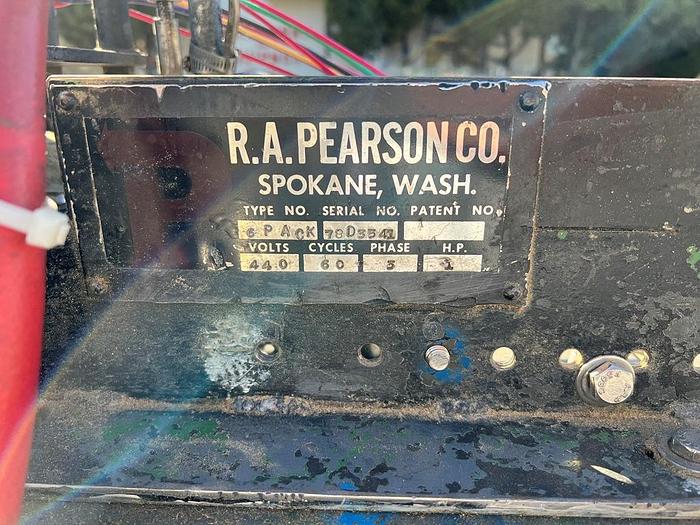 R.A. PEARSON CO.
SPOKANE, WASH.
TYPE NO. SERIAL NO. PATENT NO.
6 PACK 78D3541
VOLTS CYCLES PHASE H.P.
440 60 3 1